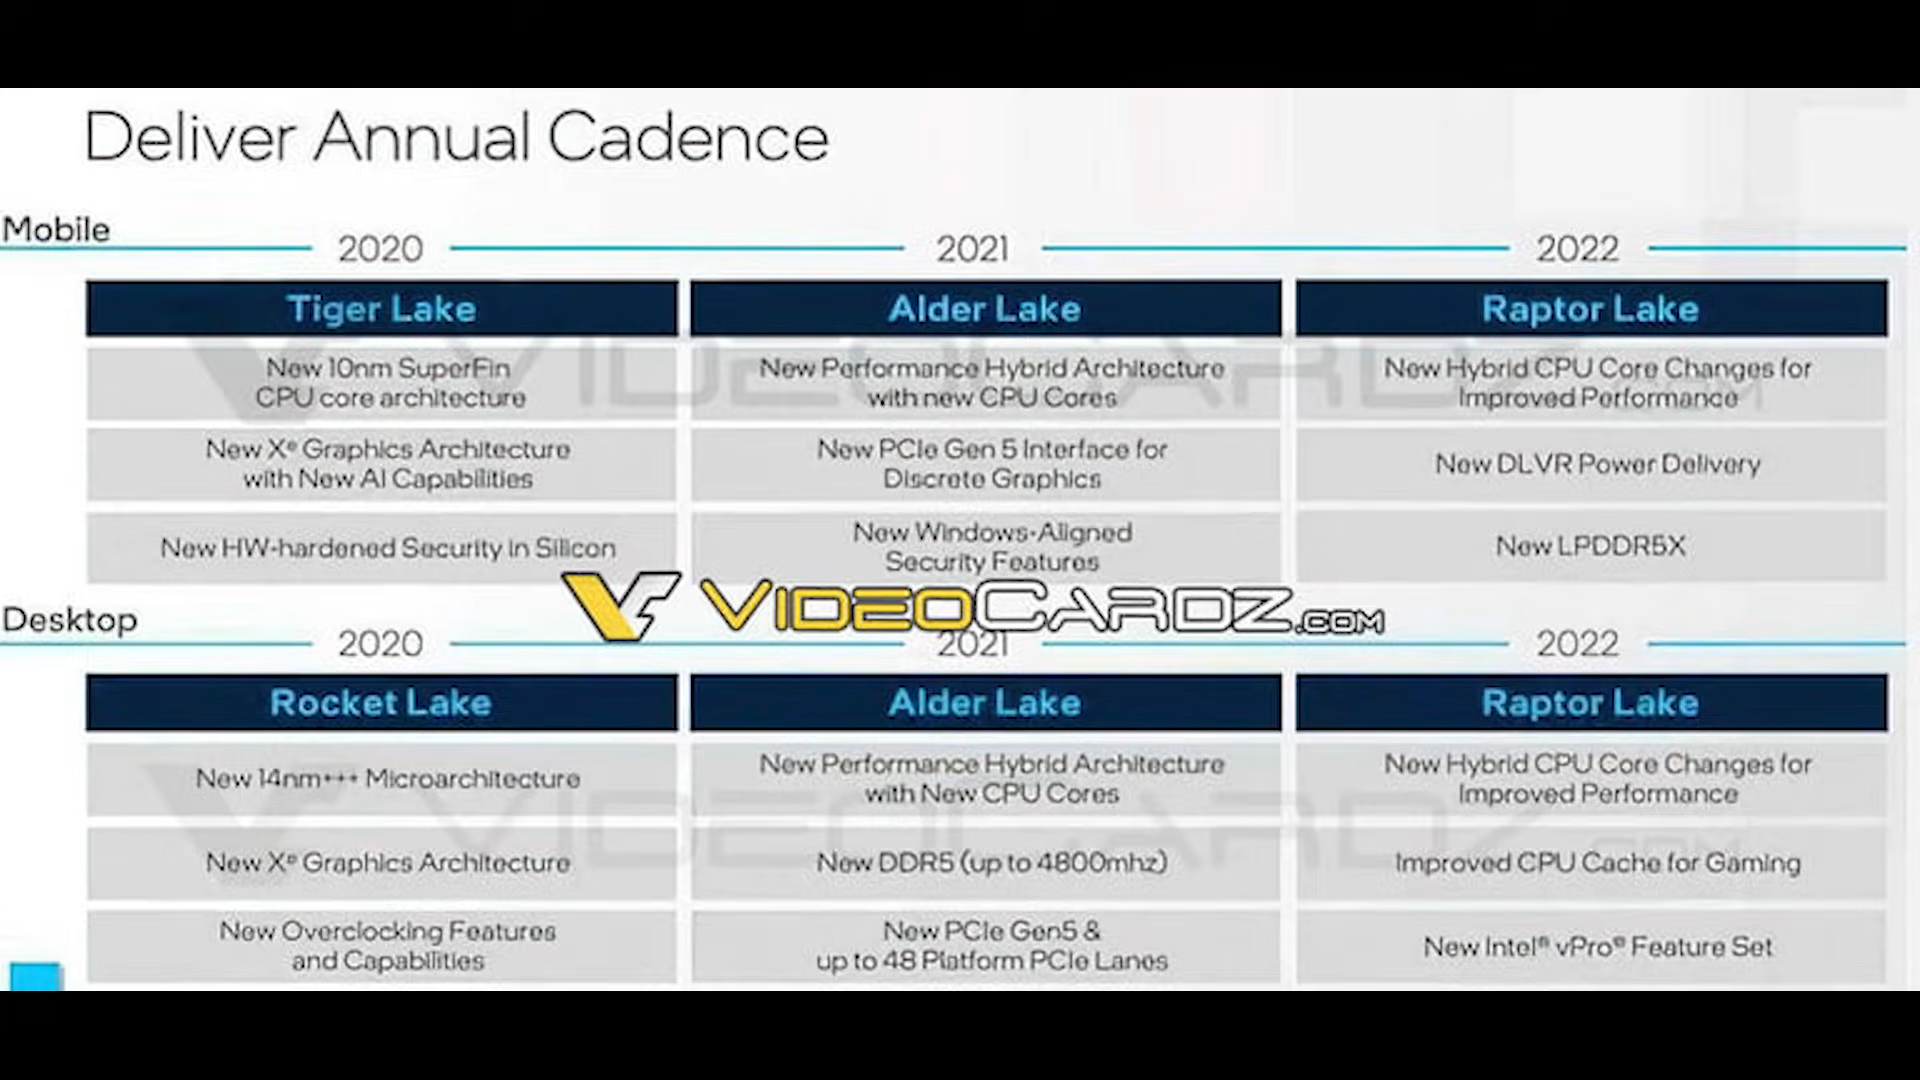 Deliver Annual Cadence
Mobile
2020
2021
2022
Tiger Lake
Alder Lake
Raptor Lake
New 10nm SuperFin
CPU core architecture
New Performance Hybrid Architecture
with new CPU Cores
New Hybrid CPU Core Changes for
Improved Performance
New Xᵉ Graphics Architecture
with New AI Capabilities
New PCIe Gen 5 Interface for
Discrete Graphics
New DLVR Power Delivery
New HW-hardened Security in Silicon
New Windows-Aligned
Security Features
New LPDDR5X
VIDEOCARDZ.COM
Desktop
2020
2021
2022
Rocket Lake
Alder Lake
Raptor Lake
New 14nm+++ Microarchitecture
New Performance Hybrid Architecture
with New CPU Cores
New Hybrid CPU Core Changes for
Improved Performance
New Xᵉ Graphics Architecture
New DDR5 (up to 4800mhz)
Improved CPU Cache for Gaming
New Overclocking Features
and Capabilities
New PCIe Gen5 &
up to 48 Platform PCIe Lanes
New Intel® vPro® Feature Set
VIDEOCARDZ.COM
VIDEOCARDZ.COM